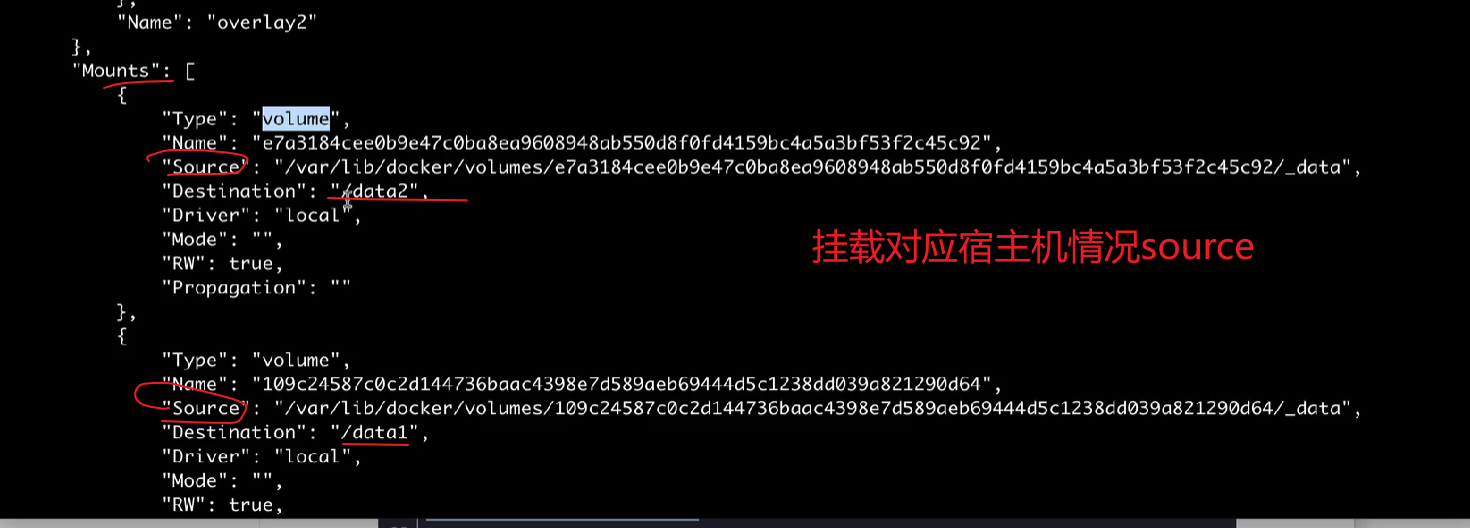 },
"Name": "overlay2"
},
"Mounts": [
{
"Type": "volume",
"Name": "e7a3184cee0b9e47c0ba8ea9608948ab550d8f0fd4159bc4a5a3bf53f2c45c92",
"Source": "/var/lib/docker/volumes/e7a3184cee0b9e47c0ba8ea9608948ab550d8f0fd4159bc4a5a3bf53f2c45c92/_data",
"Destination": "/data2",
"Driver": "local",
挂载对应宿主机情况source
"Mode": "",
"RW": true,
"Propagation": ""
},
{
"Type": "volume",
"Name": "109c24587c0c2d144736baac4398e7d589aeb69444d5c1238dd039a821290d64",
"Source": "/var/lib/docker/volumes/109c24587c0c2d144736baac4398e7d589aeb69444d5c1238dd039a821290d64/_data",
"Destination": "/data1",
"Driver": "local",
"Mode": "",
"RW": true,